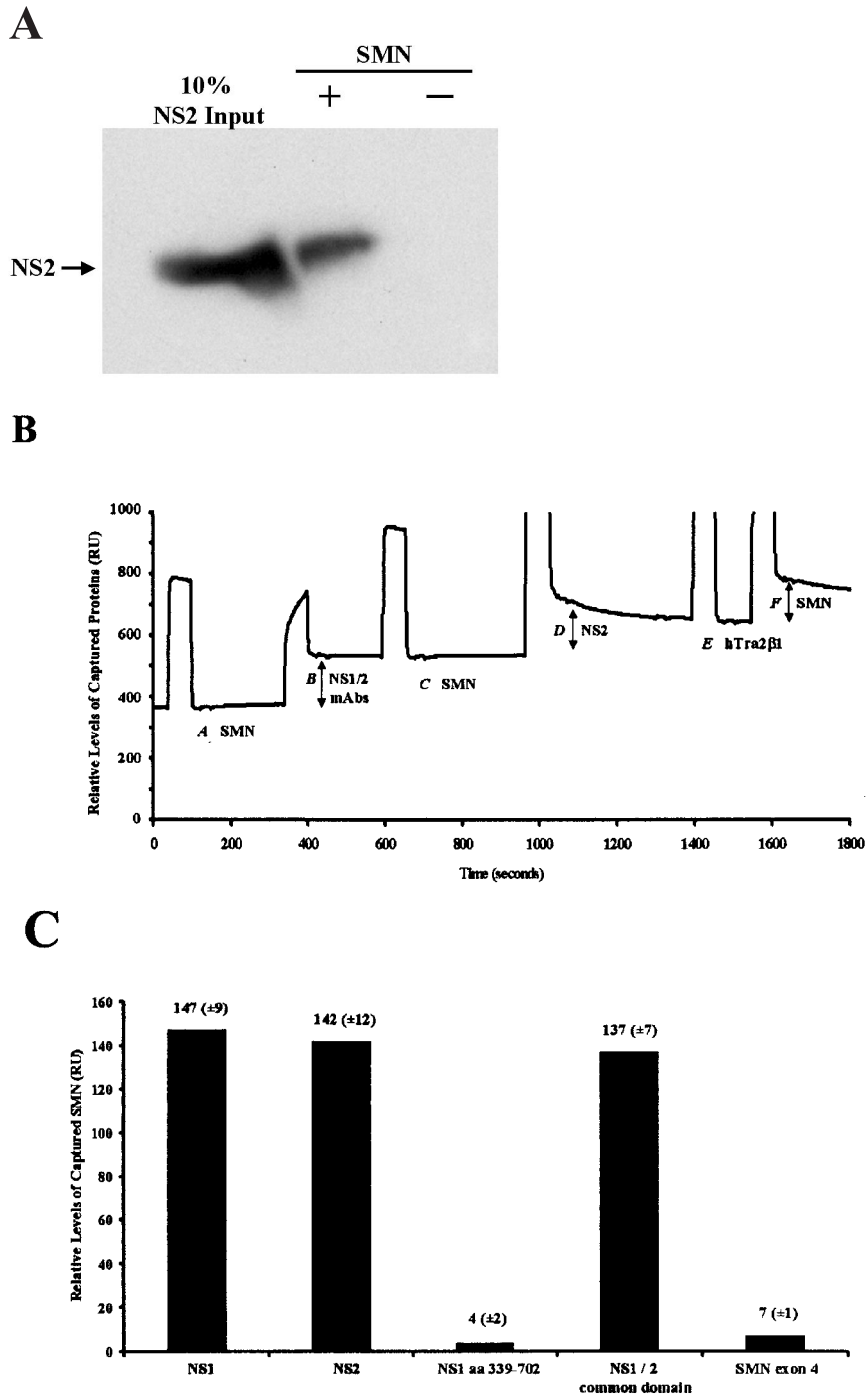 A
SMN
10%
NS2 Input
+ —
NS2
B
Relative Levels of Captured Proteins (RU)
1000
800
600
400
200
0
A SMN
B NS1/2
mAbs
C SMN
D NS2
E hTra2β1
F SMN
0 200 400 600 800 1000 1200 1400 1600 1800
Time (seconds)
C
Relative Levels of Captured SMN (RU)
160
140
120
100
80
60
40
20
0
147 (±9)
142 (±12)
4 (±2)
137 (±7)
7 (±1)
NS1
NS2
NS1 aa 339-702
NS1 / 2
common domain
SMN exon 4